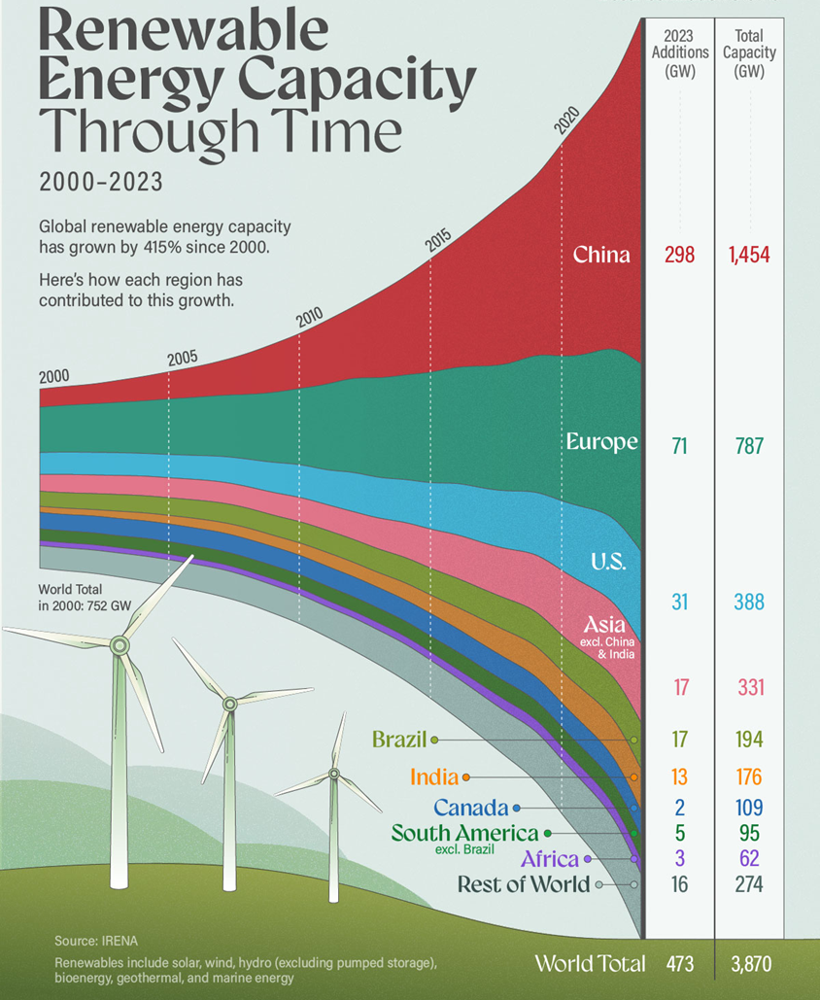 Renewable
Energy Capacity
Through Time
2000–2023
Global renewable energy capacity
has grown by 415% since 2000.
Here's how each region has
contributed to this growth.
2000
2005
2010
2015
2020
2023
Additions
(GW)
Total
Capacity
(GW)
China 298 1,454
Europe 71 787
U.S.
31 388
Asia
excl. China
& India
17 331
Brazil 17 194
India 13 176
Canada 2 109
South America 5 95
excl. Brazil
Africa 3 62
Rest of World 16 274
World Total
in 2000: 752 GW
Source: IRENA
Renewables include solar, wind, hydro (excluding pumped storage),
bioenergy, geothermal, and marine energy
World Total 473 3,870